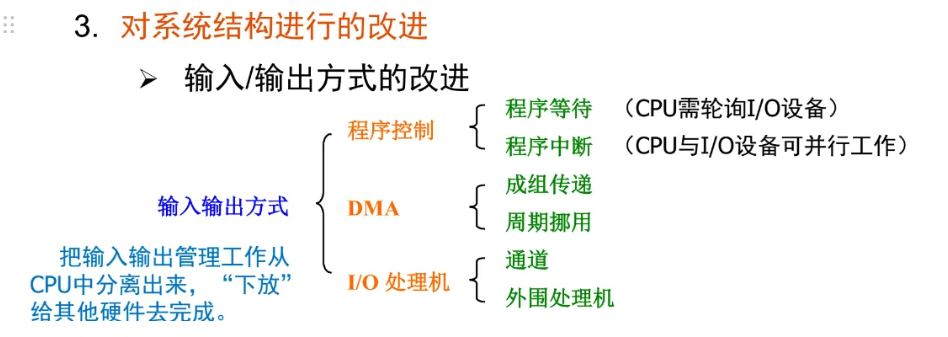 3. 对系统结构进行的改进
➢ 输入/输出方式的改进
输入输出方式
程序控制
程序等待 （CPU需轮询I/O设备）
程序中断 （CPU与I/O设备可并行工作）
DMA
成组传递
周期挪用
I/O 处理机
通道
外围处理机
把输入输出管理工作从
CPU中分离出来，“下放”
给其他硬件去完成。